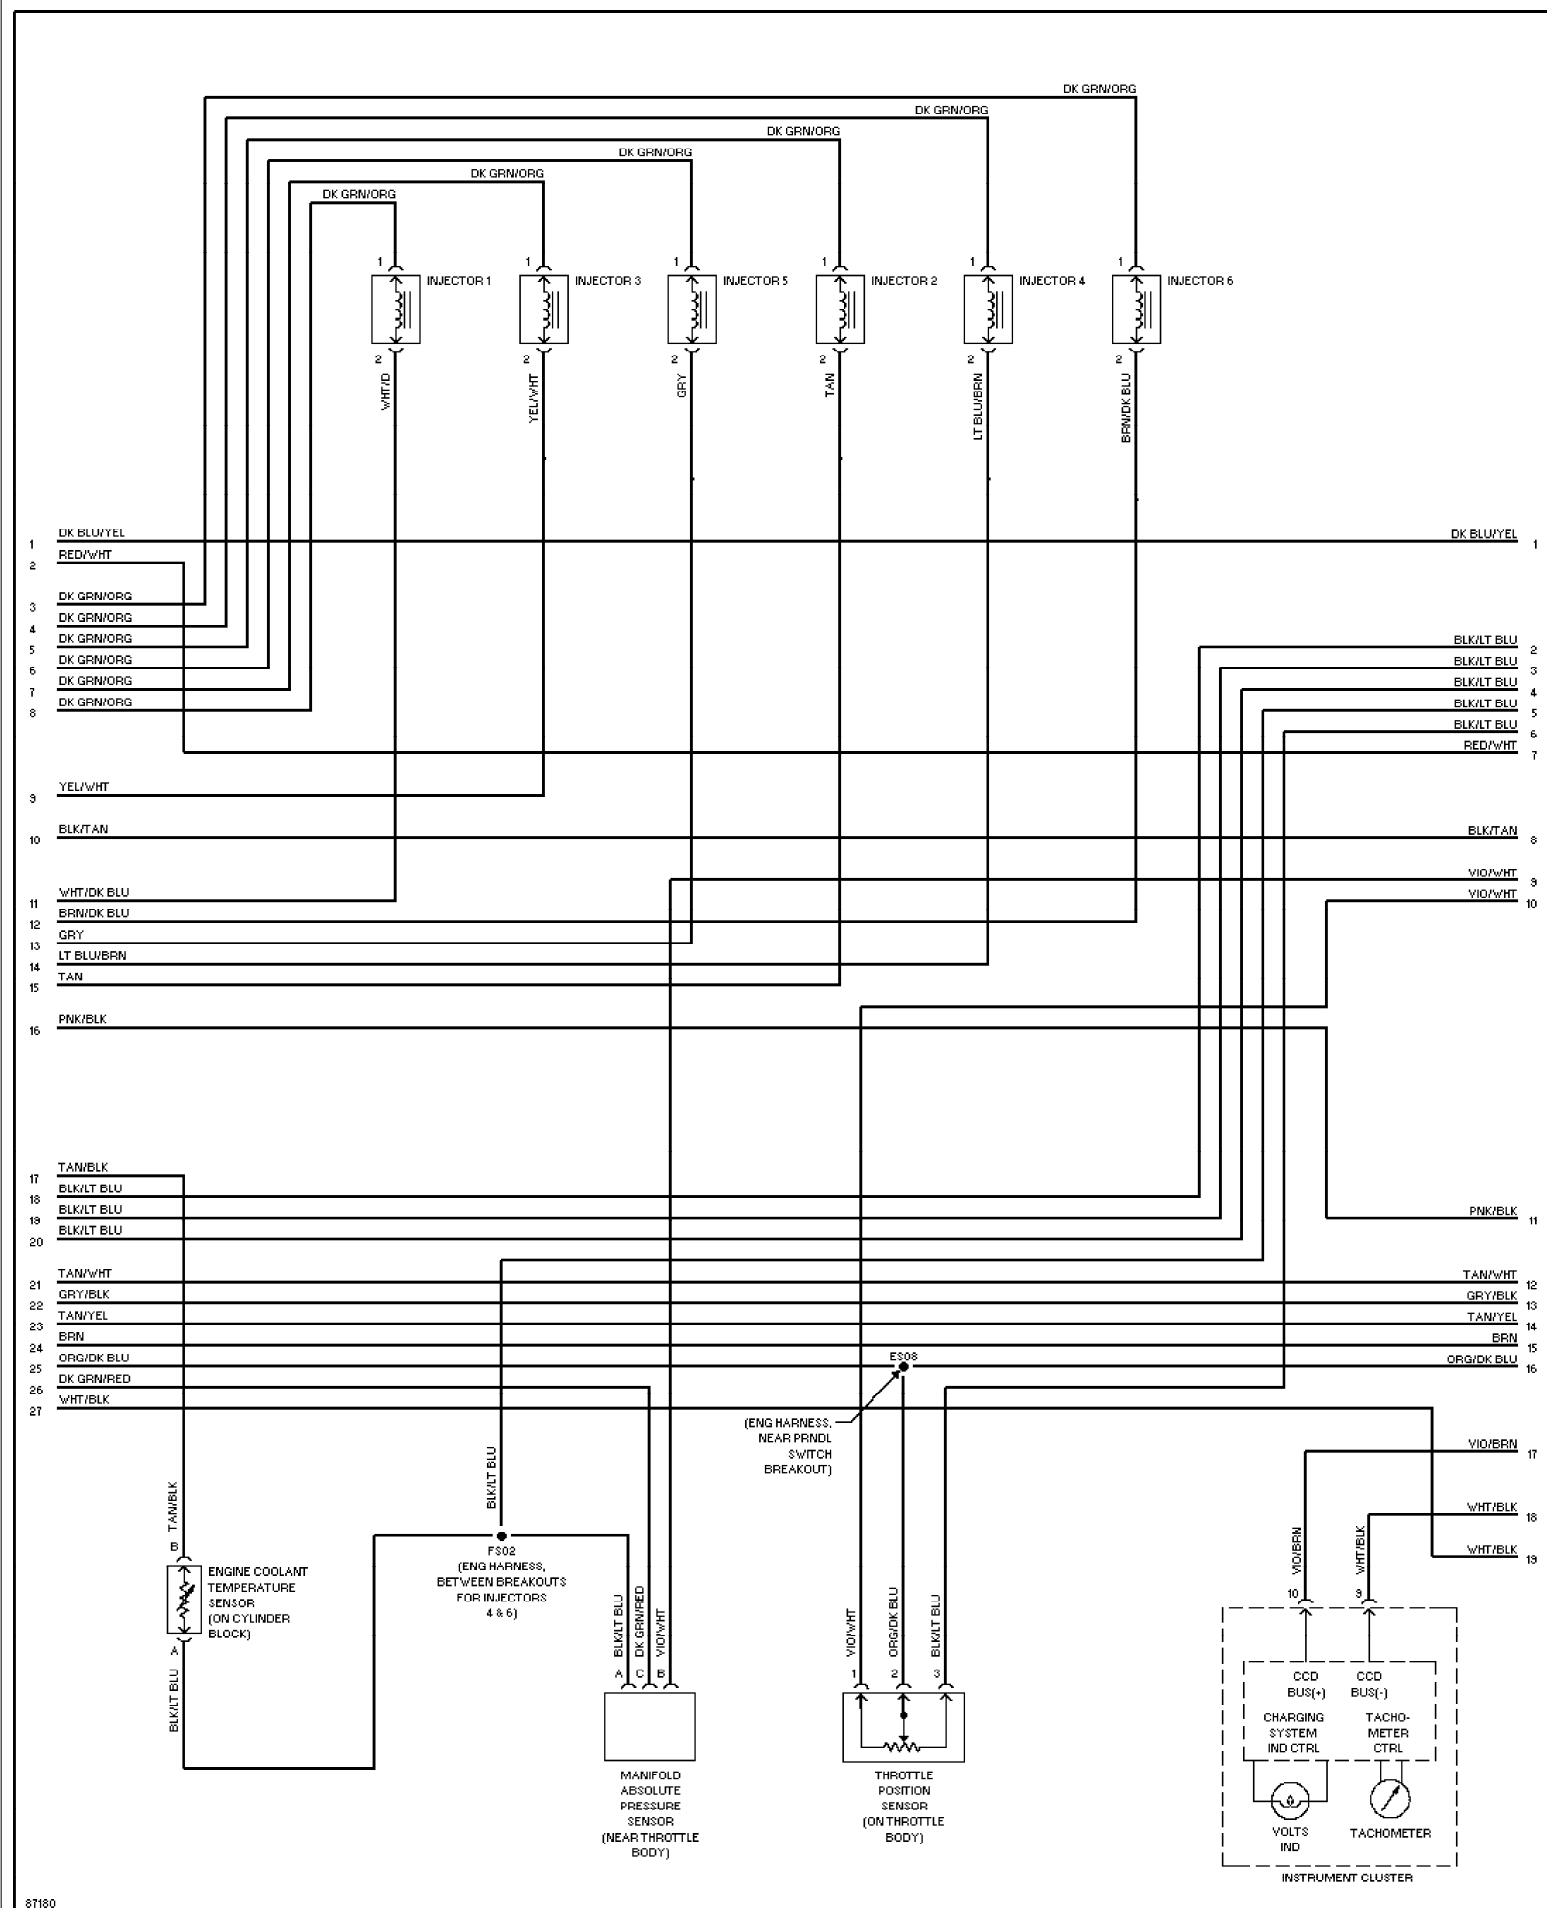 DK GRN/ORG
DK GRN/ORG
DK GRN/ORG
DK GRN/ORG
DK GRN/ORG
DK GRN/ORG
1 INJECTOR 1
1 INJECTOR 3
1 INJECTOR 5
1 INJECTOR 2
1 INJECTOR 4
1 INJECTOR 6
2 WHT/D
2 YEL/WHT
2 GRY
2 TAN
2 LT BLU/BRN
2 BRN/DK BLU
1 DK BLU/YEL
2 RED/WHT
3 DK GRN/ORG
4 DK GRN/ORG
5 DK GRN/ORG
6 DK GRN/ORG
7 DK GRN/ORG
8 DK GRN/ORG
9 YEL/WHT
10 BLK/TAN
11 WHT/DK BLU
12 BRN/DK BLU
13 GRY
14 LT BLU/BRN
15 TAN
16 PNK/BLK
17 TAN/BLK
18 BLK/LT BLU
19 BLK/LT BLU
20 BLK/LT BLU
21 TAN/WHT
22 GRY/BLK
23 TAN/YEL
24 BRN
25 ORG/DK BLU
26 DK GRN/RED
27 WHT/BLK
DK BLU/YEL 1
BLK/LT BLU 2
BLK/LT BLU 3
BLK/LT BLU 4
BLK/LT BLU 5
BLK/LT BLU 6
RED/WHT 7
BLK/TAN 8
VIO/WHT 9
VIO/WHT 10
PNK/BLK 11
TAN/WHT 12
GRY/BLK 13
TAN/YEL 14
BRN 15
ORG/DK BLU 16
VIO/BRN 17
WHT/BLK 18
WHT/BLK 19
ES08
(ENG HARNESS,
NEAR PRNDL
SWITCH
BREAKOUT)
TAN/BLK
B
ENGINE COOLANT
TEMPERATURE
SENSOR
(ON CYLINDER
BLOCK)
A
BLK/LT BLU
BLK/LT BLU
FS02
(ENG HARNESS,
BETWEEN BREAKOUTS
FOR INJECTORS
4 & 6)
BLK/LT BLU
DK GRN/RED
VIO/WHT
A C B
MANIFOLD
ABSOLUTE
PRESSURE
SENSOR
(NEAR THROTTLE
BODY)
VIO/WHT
ORG/DK BLU
BLK/LT BLU
1 2 3
THROTTLE
POSITION
SENSOR
(ON THROTTLE
BODY)
VIO/BRN
WHT/BLK
10 9
CCD
BUS(+)
CCD
BUS(-)
CHARGING
SYSTEM
IND CTRL
TACHO-
METER
CTRL
VOLTS
IND
TACHOMETER
INSTRUMENT CLUSTER
87180